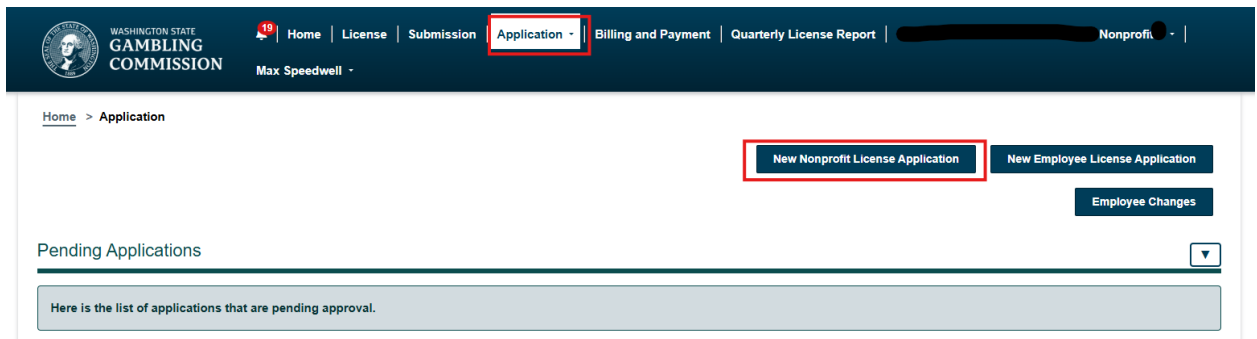 WASHINGTON STATE
GAMBLING
COMMISSION
19
Home | License | Submission | Application | Billing and Payment | Quarterly License Report |
Max Speedwell
Home > Application
New Nonprofit License Application
New Employee License Application
Employee Changes
Pending Applications
Here is the list of applications that are pending approval.